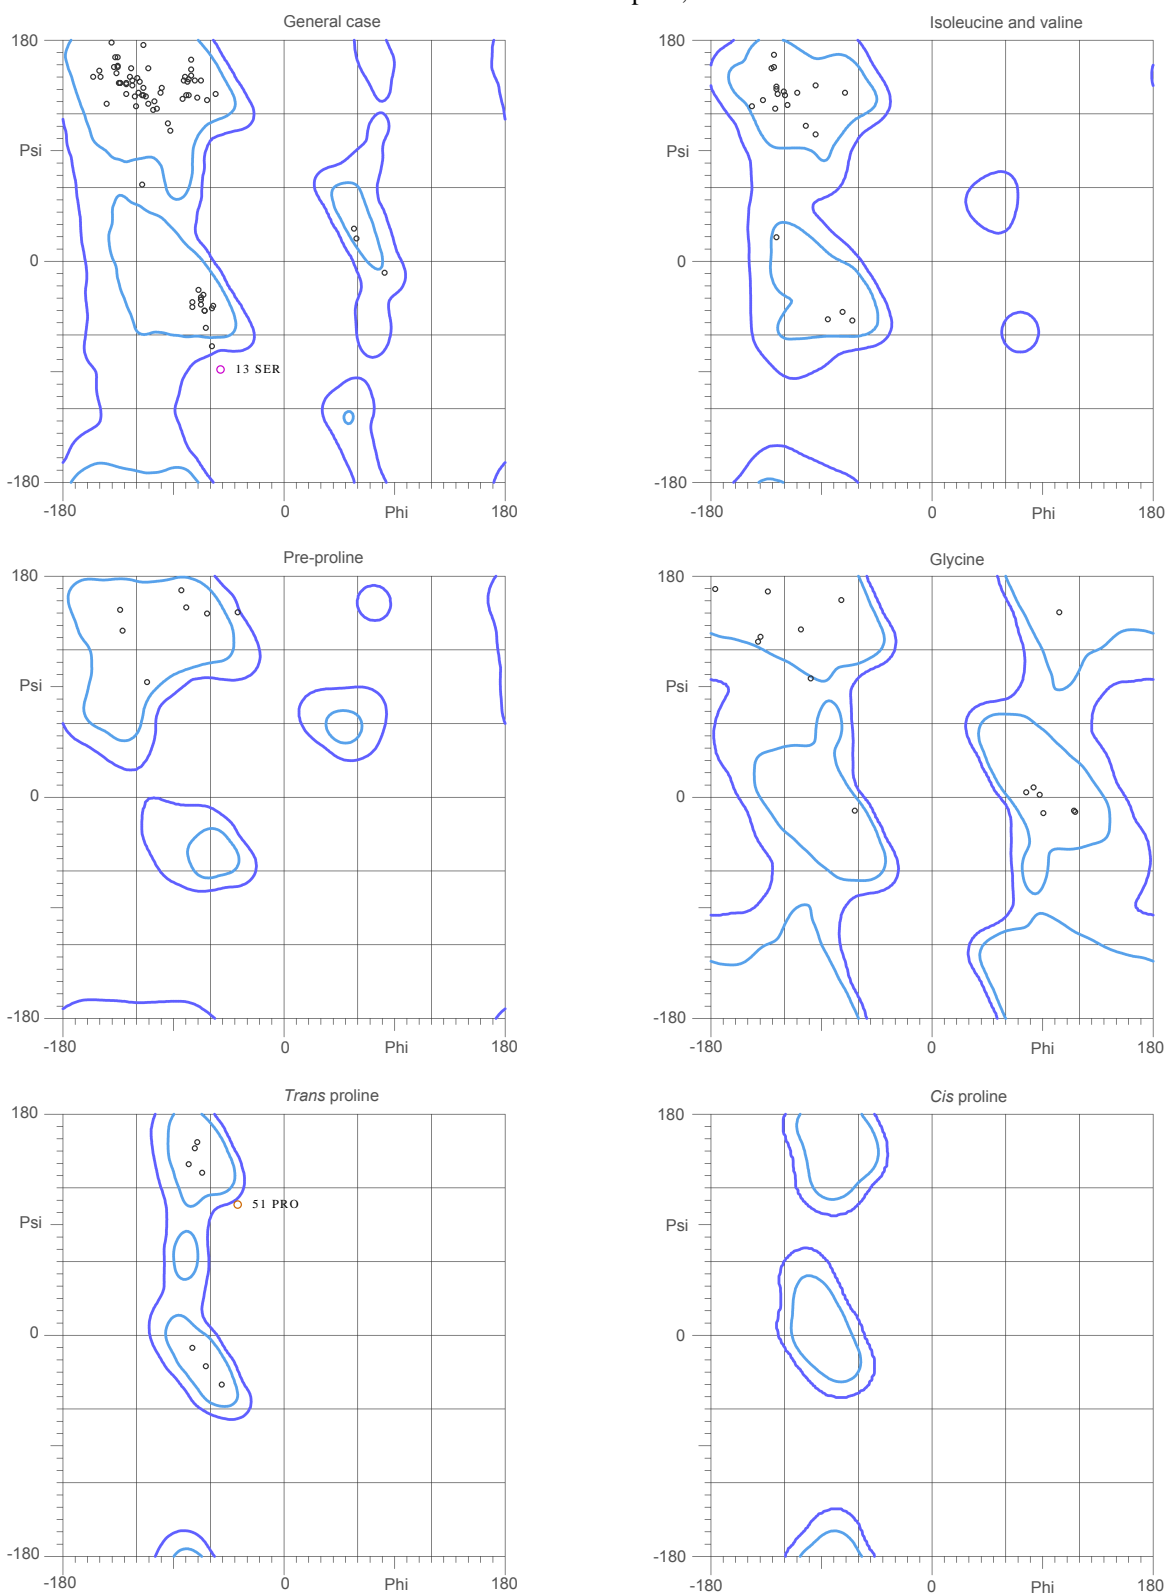 General case
Isoleucine and valine
180
180
Psi
Psi
0
0
13 SER
-180
-180
-180
0
Phi
180
-180
0
Phi
180
Pre-proline
Glycine
180
180
Psi
Psi
0
0
-180
-180
-180
0
Phi
180
-180
0
Phi
180
Trans proline
Cis proline
180
180
51 PRO
Psi
Psi
0
0
-180
-180
-180
0
Phi
180
-180
0
Phi
180